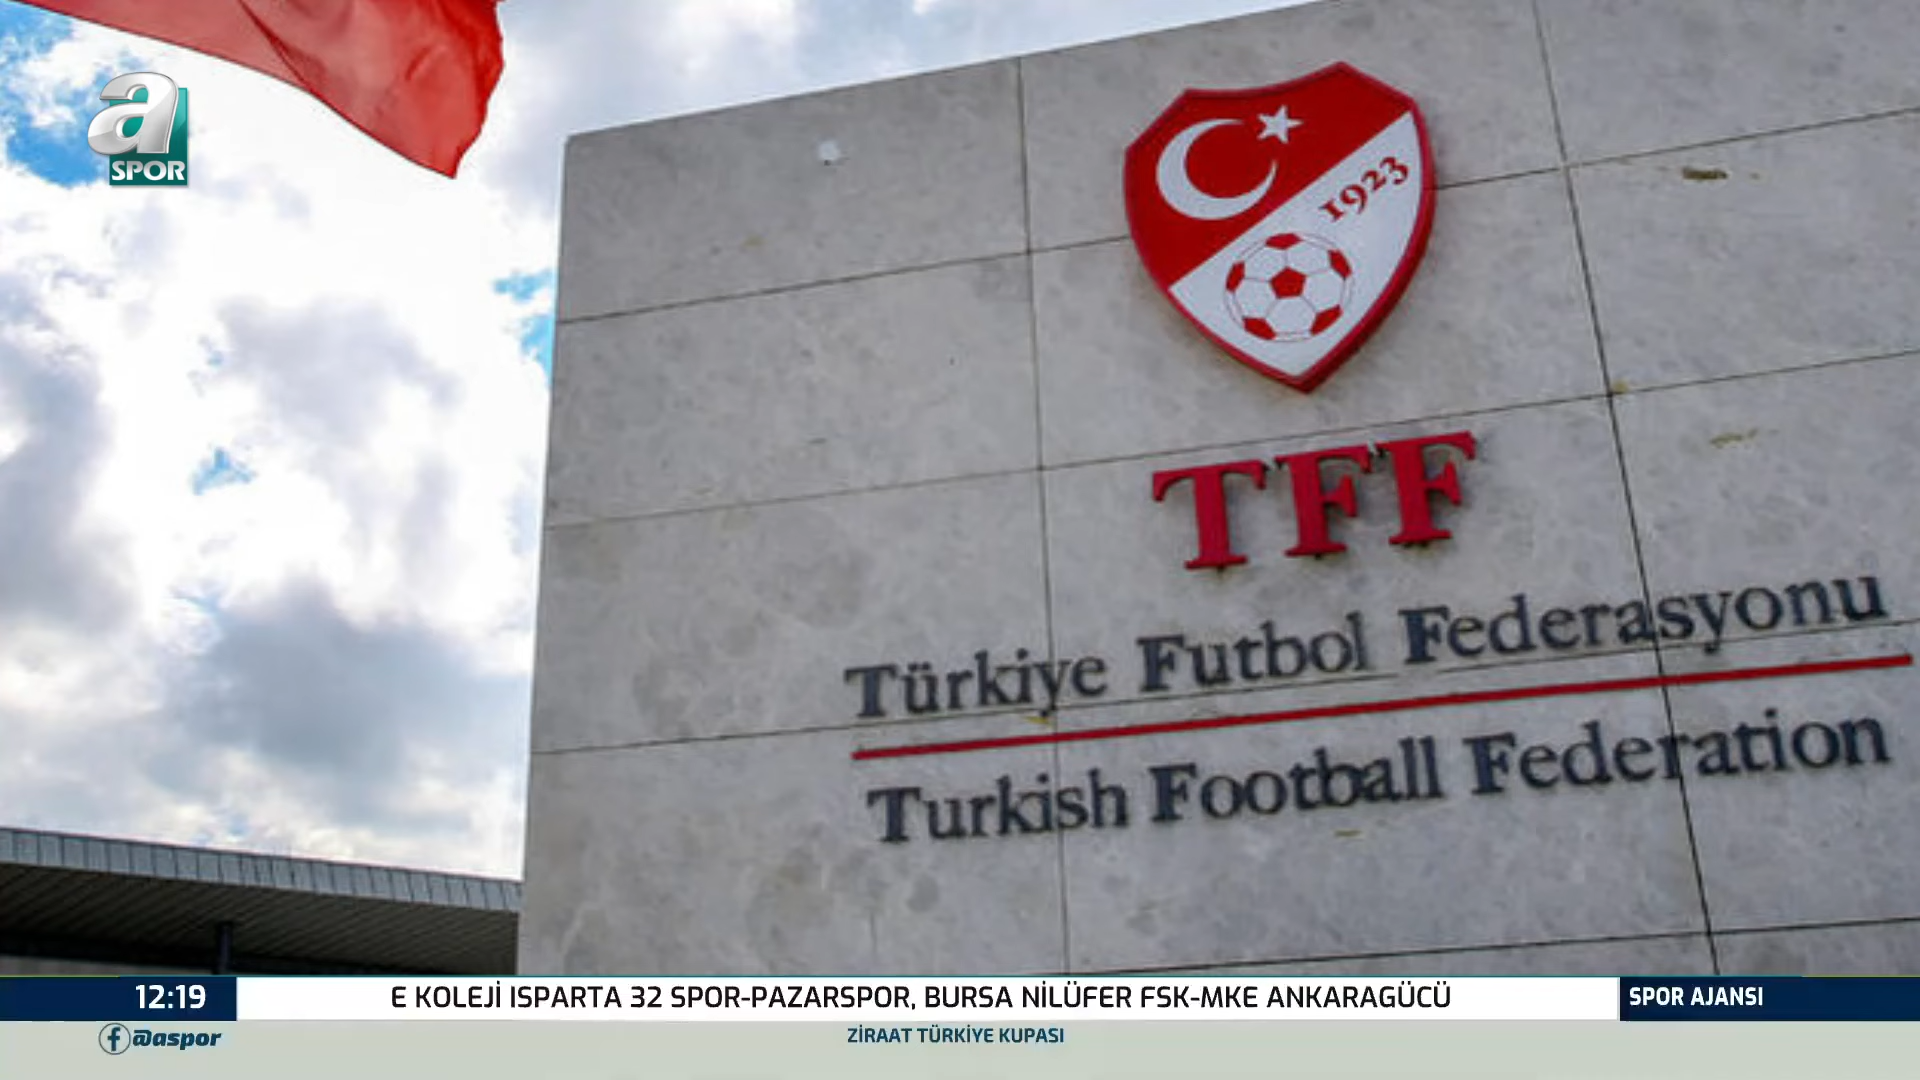 a
SPOR
1923
TFF
Türkiye Futbol Federasyonu
Turkish Football Federation
12:19
E KOLEJİ ISPARTA 32 SPOR-PAZARSPOR, BURSA NİLÜFER FSK-MKE ANKARAGÜCÜ
SPOR AJANSI
@aspor
ZİRAAT TÜRKİYE KUPASI